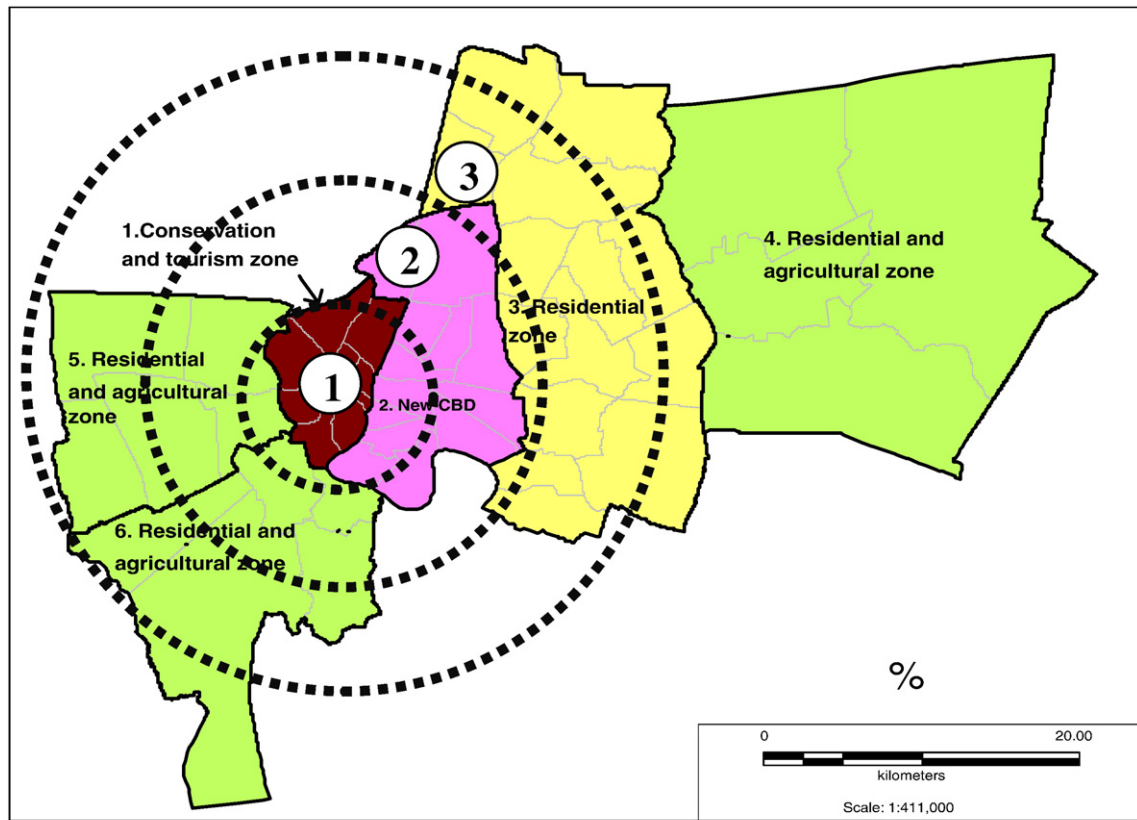 3
1.Conservation
and tourism zone
2
4. Residential and
agricultural zone
3. Residential
zone
5. Residential
and agricultural
zone
1
2. New CBD
6. Residential and
agricultural zone
%
0 20.00
kilometers
Scale: 1:411,000